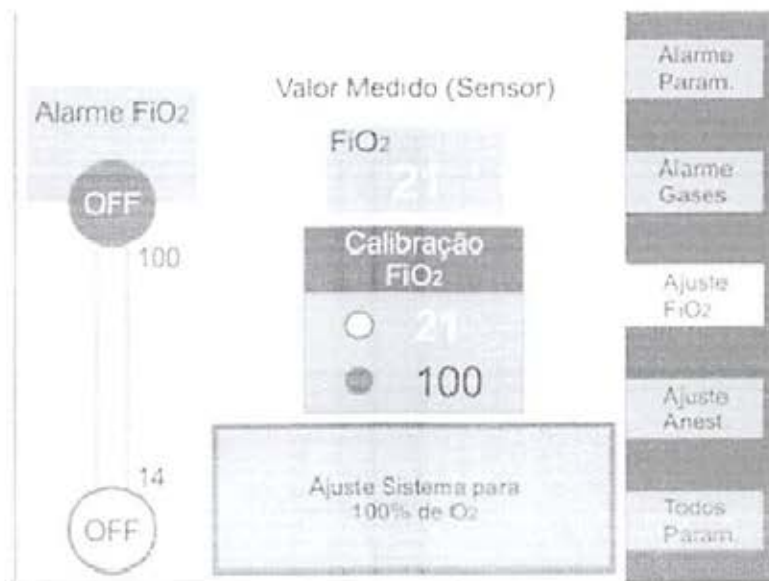 Alarme FiO2
OFF
100
14
OFF
Valor Medido (Sensor)
FiO2
21
Calibração
FiO2
21
100
Ajuste Sistema para
100% de O2
Alarme
Param.
Alarme
Gases
Ajuste
FiO2
Ajuste
Anest.
Todos
Param.